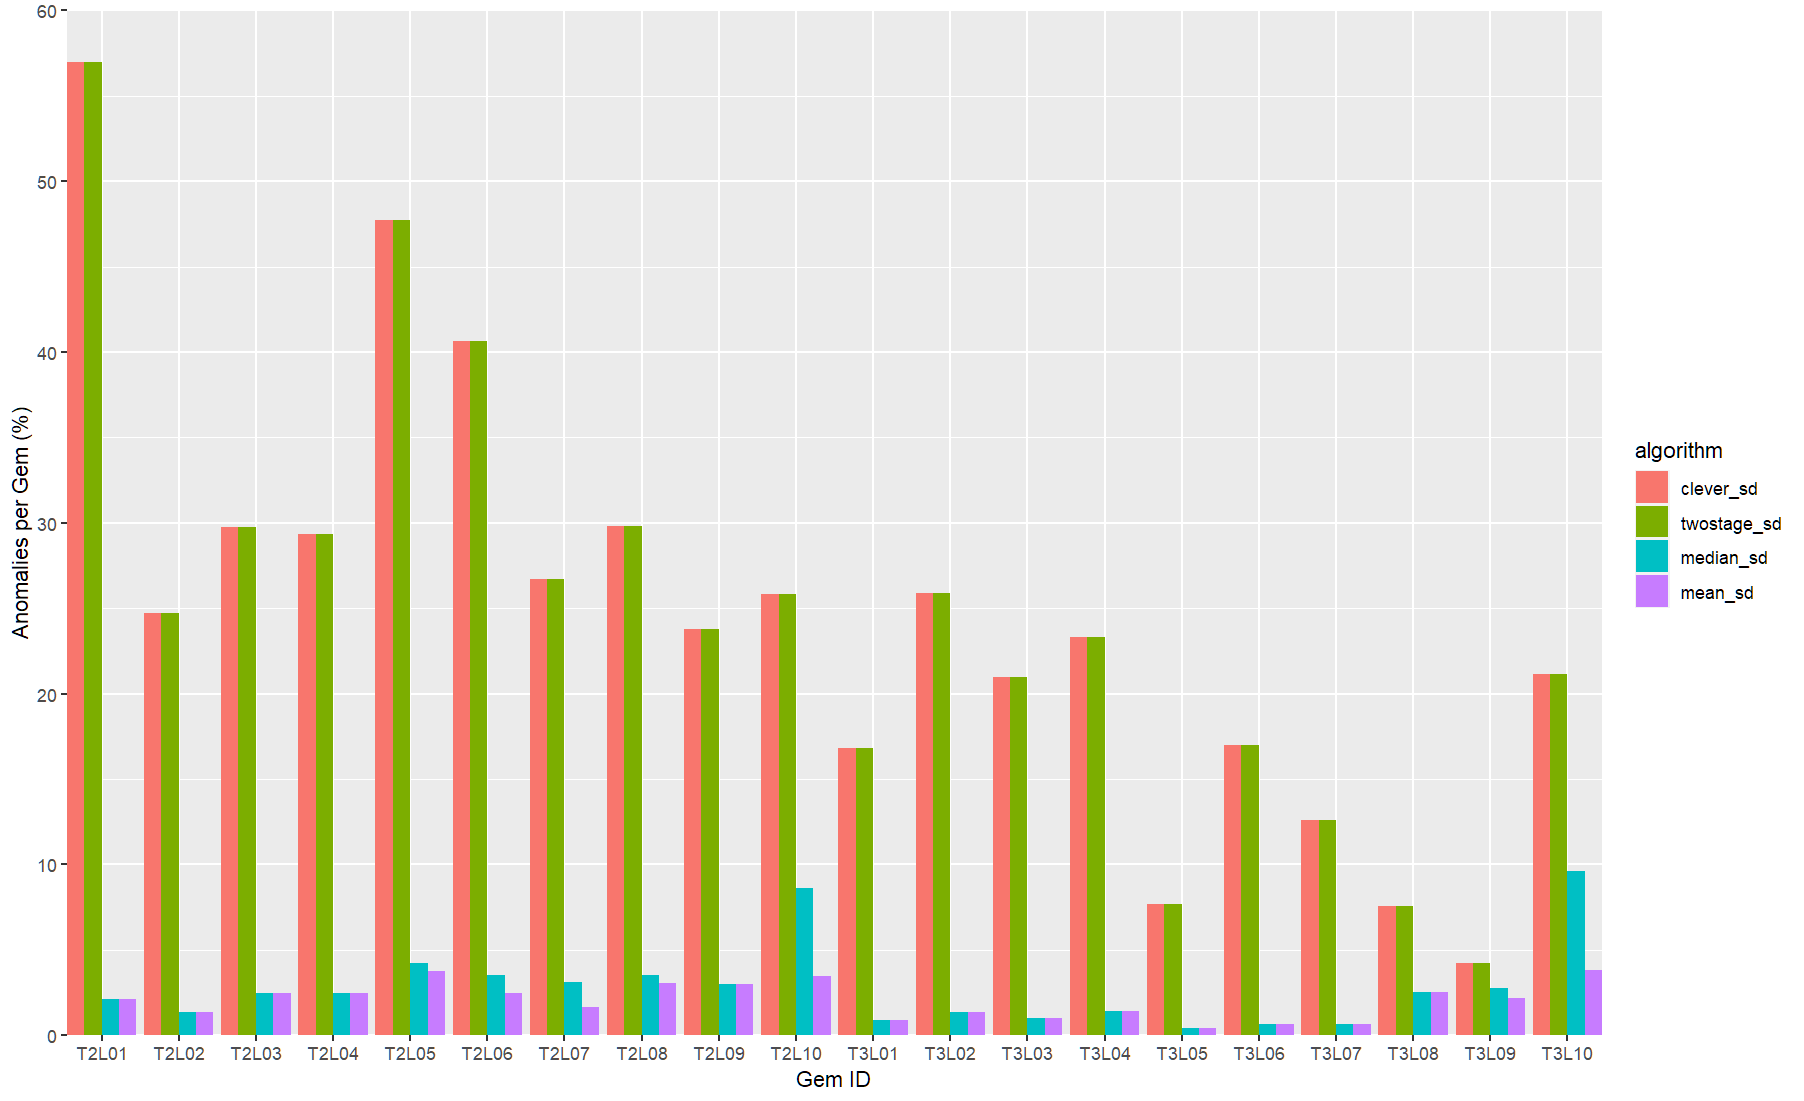 60
50
40
30
20
10
0
Anomalies per Gem (%)
T2L01 T2L02 T2L03 T2L04 T2L05 T2L06 T2L07 T2L08 T2L09 T2L10 T3L01 T3L02 T3L03 T3L04 T3L05 T3L06 T3L07 T3L08 T3L09 T3L10
Gem ID
algorithm
clever_sd
twostage_sd
median_sd
mean_sd